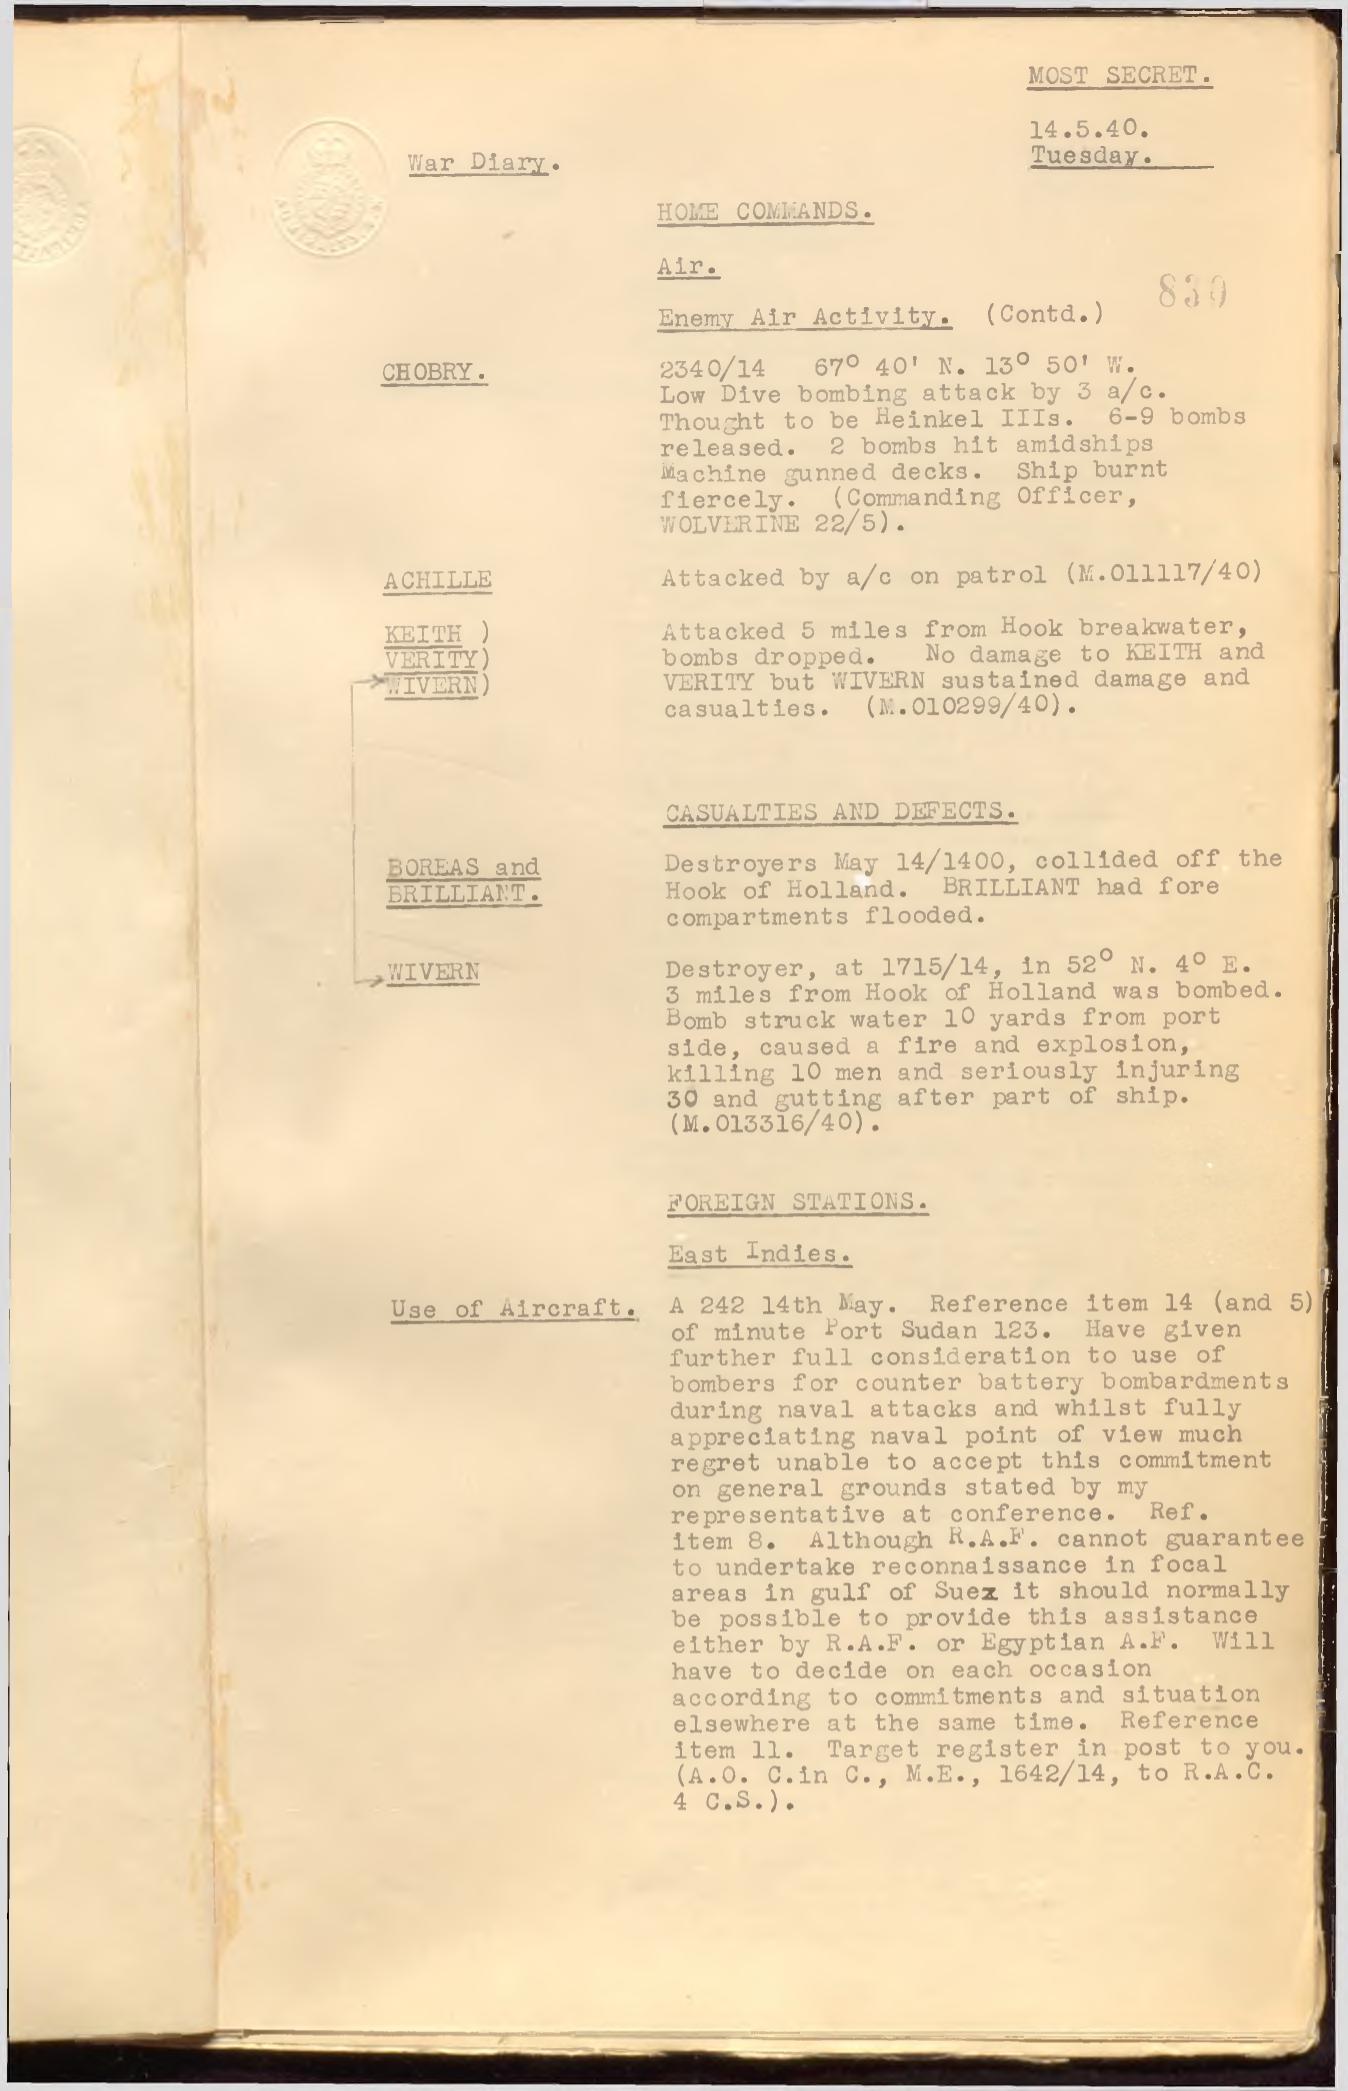 MOST SECRET.
14.5.40.
Tuesday.
War Diary.
HOME COMMANDS.
Air.
830
Enemy Air Activity. (Contd.)
CHOBRY.
2340/14 67° 40' N. 13° 50' W.
Low Dive bombing attack by 3 a/c.
Thought to be Heinkel IIIs. 6-9 bombs
released. 2 bombs hit amidships
Machine gunned decks. Ship burnt
fiercely. (Commanding Officer,
WOLVERINE 22/5).
ACHILLE
Attacked by a/c on patrol (M.011117/40)
KEITH )
VERITY)
WIVERN)
Attacked 5 miles from Hook breakwater,
bombs dropped. No damage to KEITH and
VERITY but WIVERN sustained damage and
casualties. (M.010299/40).
CASUALTIES AND DEFECTS.
BOREAS and
BRILLIANT.
Destroyers May 14/1400, collided off the
Hook of Holland. BRILLIANT had fore
compartments flooded.
WIVERN
Destroyer, at 1715/14, in 52° N. 4° E.
3 miles from Hook of Holland was bombed.
Bomb struck water 10 yards from port
side, caused a fire and explosion,
killing 10 men and seriously injuring
30 and gutting after part of ship.
(M.013316/40).
FOREIGN STATIONS.
East Indies.
Use of Aircraft.
A 242 14th May. Reference item 14 (and 5)
of minute Port Sudan 123. Have given
further full consideration to use of
bombers for counter battery bombardments
during naval attacks and whilst fully
appreciating naval point of view much
regret unable to accept this commitment
on general grounds stated by my
representative at conference. Ref.
item 8. Although R.A.F. cannot guarantee
to undertake reconnaissance in focal
areas in gulf of Suez it should normally
be possible to provide this assistance
either by R.A.F. or Egyptian A.F. Will
have to decide on each occasion
according to commitments and situation
elsewhere at the same time. Reference
item 11. Target register in post to you.
(A.O. C.in C., M.E., 1642/14, to R.A.C.
4 C.S.).